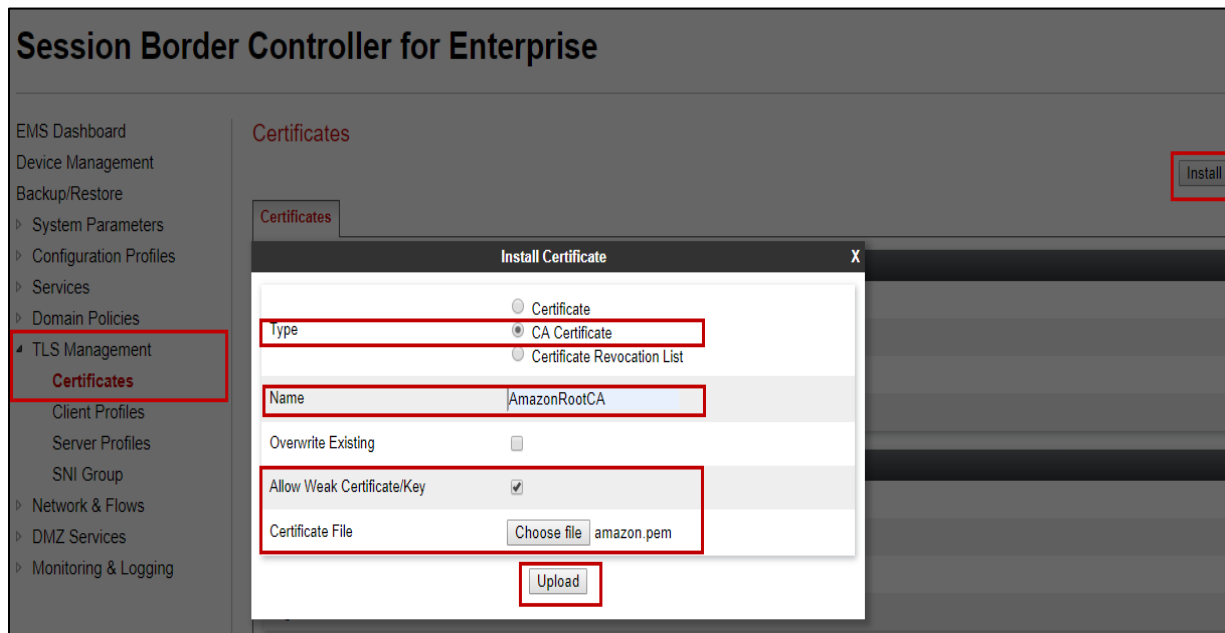 Session Border Controller for Enterprise
EMS Dashboard
Device Management
Backup/Restore
System Parameters
Configuration Profiles
Services
Domain Policies
TLS Management
Certificates
Client Profiles
Server Profiles
SNI Group
Network & Flows
DMZ Services
Monitoring & Logging
Certificates
Install
Certificates
Install Certificate X
Type
Certificate
CA Certificate
Certificate Revocation List
Name AmazonRootCA
Overwrite Existing
Allow Weak Certificate/Key
Certificate File Choose file amazon.pem
Upload